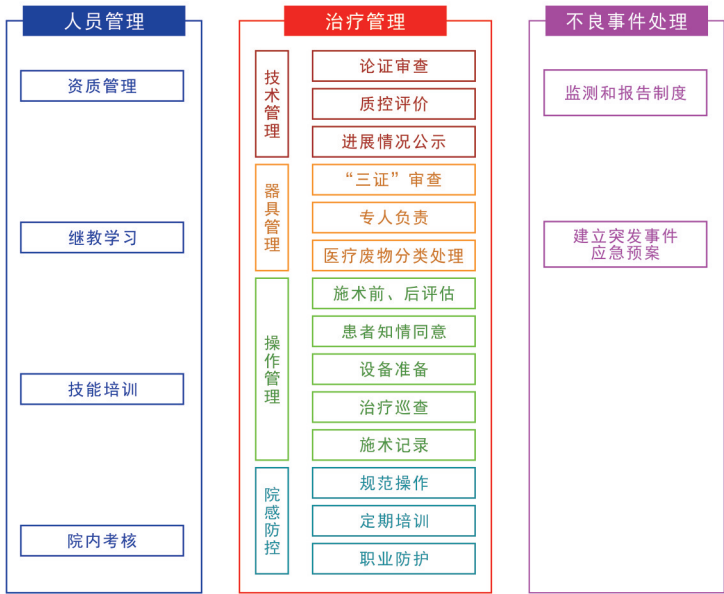 人员管理
资质管理
继教学习
技能培训
院内考核
治疗管理
技术管理
论证审查
质控评价
进展情况公示
器具管理
“三证”审查
专人负责
医疗废物分类处理
操作管理
施术前、后评估
患者知情同意
设备准备
治疗巡查
施术记录
院感防控
规范操作
定期培训
职业防护
不良事件处理
监测和报告制度
建立突发事件
应急预案